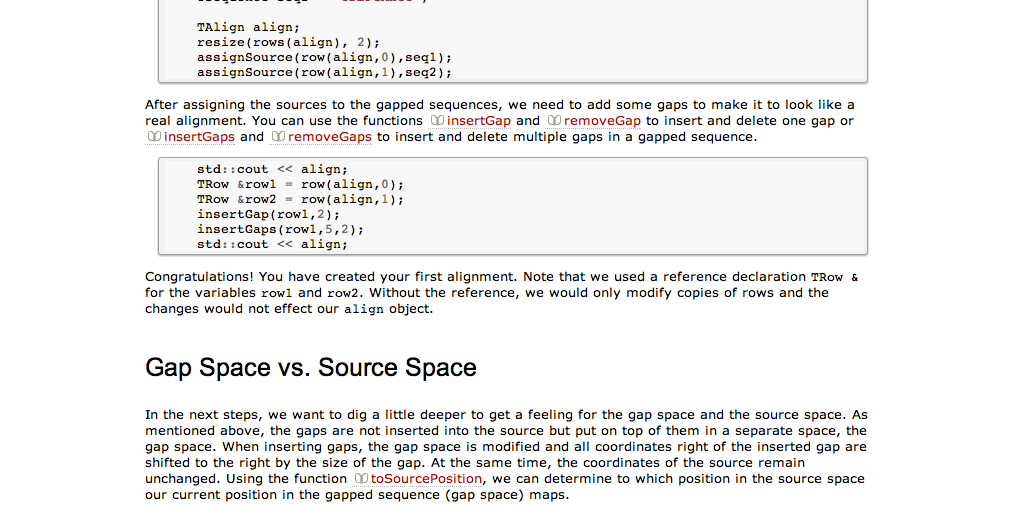 TAlign align;
resize(rows(align), 2);
assignSource(row(align,0),seq1);
assignSource(row(align,1),seq2);
After assigning the sources to the gapped sequences, we need to add some gaps to make it to look like a
real alignment. You can use the functions insertGap and removeGap to insert and delete one gap or
insertGaps and removeGaps to insert and delete multiple gaps in a gapped sequence.
std::cout << align;
TRow &row1 = row(align,0);
TRow &row2 = row(align,1);
insertGap(row1,2);
insertGaps(row1,5,2);
std::cout << align;
Congratulations! You have created your first alignment. Note that we used a reference declaration TRow &
for the variables row1 and row2. Without the reference, we would only modify copies of rows and the
changes would not effect our align object.
Gap Space vs. Source Space
In the next steps, we want to dig a little deeper to get a feeling for the gap space and the source space. As
mentioned above, the gaps are not inserted into the source but put on top of them in a separate space, the
gap space. When inserting gaps, the gap space is modified and all coordinates right of the inserted gap are
shifted to the right by the size of the gap. At the same time, the coordinates of the source remain
unchanged. Using the function toSourcePosition, we can determine to which position in the source space
our current position in the gapped sequence (gap space) maps.